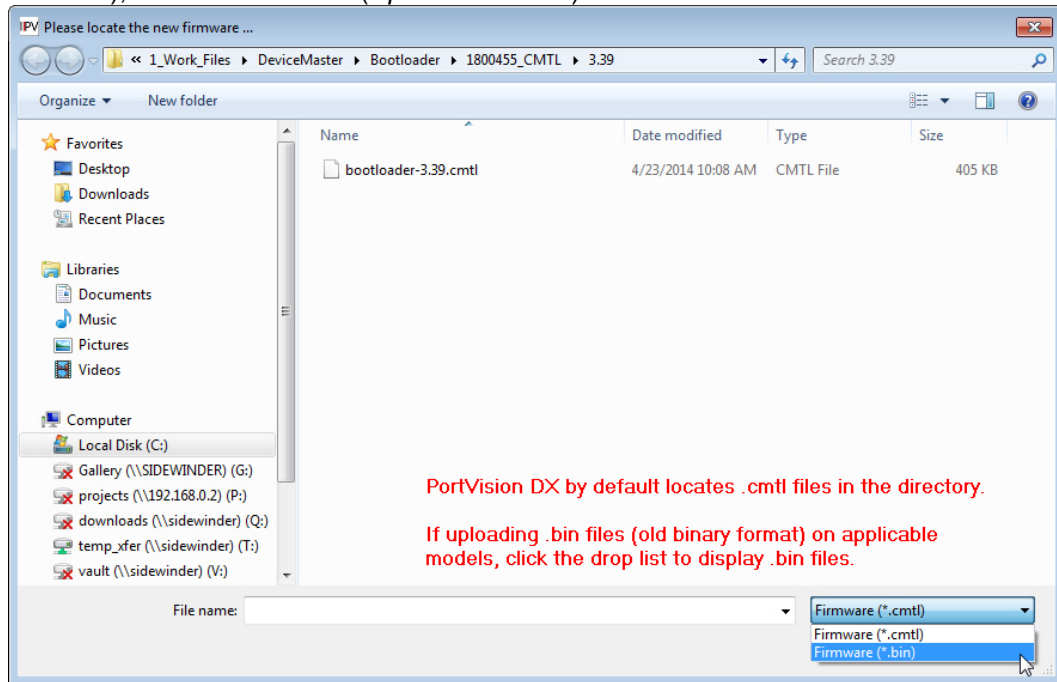 IPV Please locate the new firmware ...
« 1_Work_Files ▸ DeviceMaster ▸ Bootloader ▸ 1800455_CMTL ▸ 3.39
Search 3.39
Organize New folder
Name Date modified Type Size
bootloader-3.39.cmtl 4/23/2014 10:08 AM CMTL File 405 KB
Favorites
Desktop
Downloads
Recent Places
Libraries
Documents
Music
Pictures
Videos
Computer
Local Disk (C:)
Gallery (\\SIDEWINDER) (G:)
projects (\\192.168.0.2) (P:)
downloads (\\sidewinder) (Q:)
temp_xfer (\\sidewinder) (T:)
vault (\\sidewinder) (V:)
PortVision DX by default locates .cmtl files in the directory.
If uploading .bin files (old binary format) on applicable
models, click the drop list to display .bin files.
File name:
Firmware (*.cmtl)
Firmware (*.cmtl)
Firmware (*.bin)